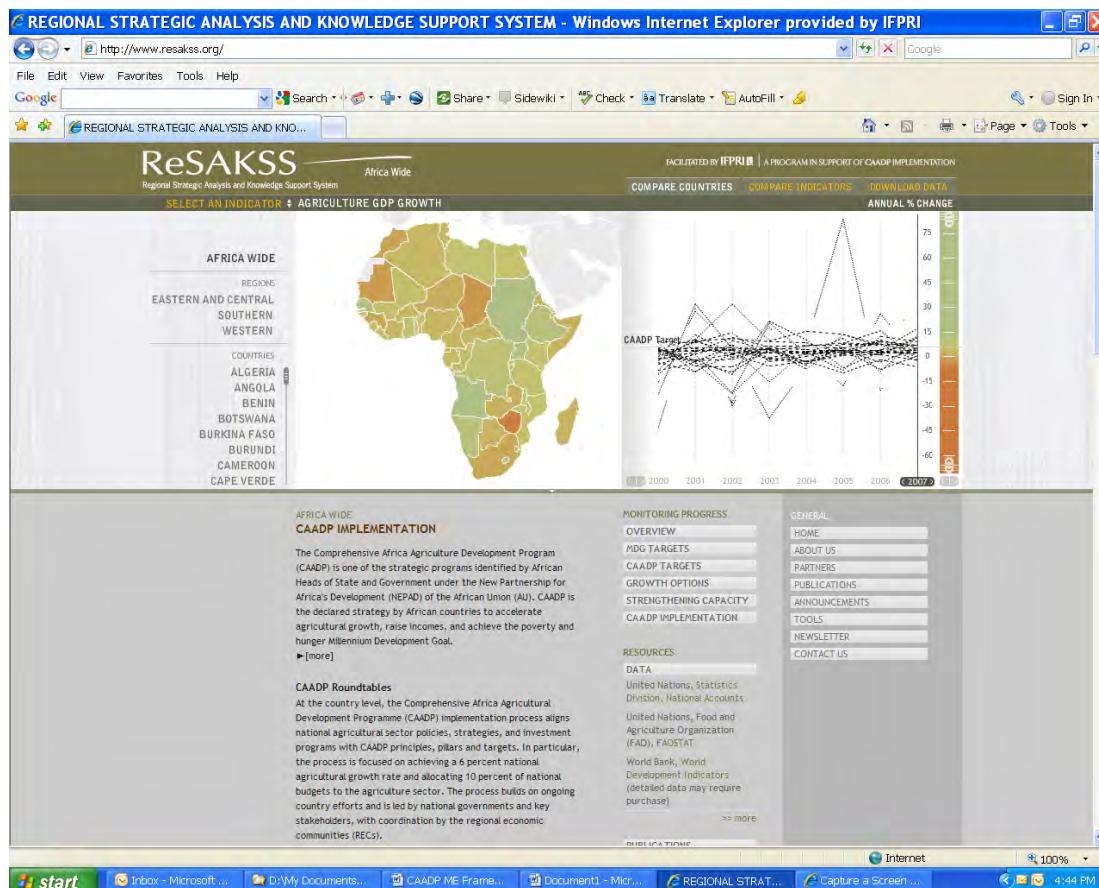 REGIONAL STRATEGIC ANALYSIS AND KNOWLEDGE SUPPORT SYSTEM - Windows Internet Explorer provided by IFPRI
http://www.resakss.org/
Google
File Edit View Favorites Tools Help
Google Search Share Sidewiki Check Translate AutoFill Sign In
REGIONAL STRATEGIC ANALYSIS AND KNO... Page Tools
ReSAKSS Africa Wide
Regional Strategic Analysis and Knowledge Support System
FACILITATED BY IFPRI | A PROGRAM IN SUPPORT OF CAADP IMPLEMENTATION
COMPARE COUNTRIES COMPARE INDICATORS DOWNLOAD DATA
SELECT AN INDICATOR AGRICULTURE GDP GROWTH
ANNUAL % CHANGE
AFRICA WIDE
REGIONS
EASTERN AND CENTRAL
SOUTHERN
WESTERN
COUNTRIES
ALGERIA
ANGOLA
BENIN
BOTSWANA
BURKINA FASO
BURUNDI
CAMEROON
CAPE VERDE
CAADP Target
75
60
45
30
15
0
-15
-30
-45
-60
2000 2001 2002 2003 2004 2005 2006 2007
AFRICA WIDE
CAADP IMPLEMENTATION
The Comprehensive Africa Agriculture Development Program
(CAADP) is one of the strategic programs identified by African
Heads of State and Government under the New Partnership for
Africa's Development (NEPAD) of the African Union (AU). CAADP is
the declared strategy by African countries to accelerate
agricultural growth, raise incomes, and achieve the poverty and
hunger Millennium Development Goal.
►[more]
CAADP Roundtables
At the country level, the Comprehensive Africa Agricultural
Development Programme (CAADP) implementation process aligns
national agricultural sector policies, strategies, and investment
programs with CAADP principles, pillars and targets. In particular,
the process is focused on achieving a 6 percent national
agricultural growth rate and allocating 10 percent of national
budgets to the agriculture sector. The process builds on ongoing
country efforts and is led by national governments and key
stakeholders, with coordination by the regional economic
communities (RECs).
MONITORING PROGRESS
OVERVIEW
MDG TARGETS
CAADP TARGETS
GROWTH OPTIONS
STRENGTHENING CAPACITY
CAADP IMPLEMENTATION
RESOURCES
DATA
United Nations, Statistics
Division, National Accounts
United Nations, Food and
Agriculture Organization
(FAO), FAOSTAT
World Bank, World
Development Indicators
(detailed data may require
purchase)
>> more
PUBLICATIONS
GENERAL
HOME
ABOUT US
PARTNERS
PUBLICATIONS
ANNOUNCEMENTS
TOOLS
NEWSLETTER
CONTACT US
Internet 100%
start Inbox - Microsoft ... D:\My Documents... CAADP ME Frame... Document1 - Micr... REGIONAL STRAT... Capture a Screen ... 4:44 PM